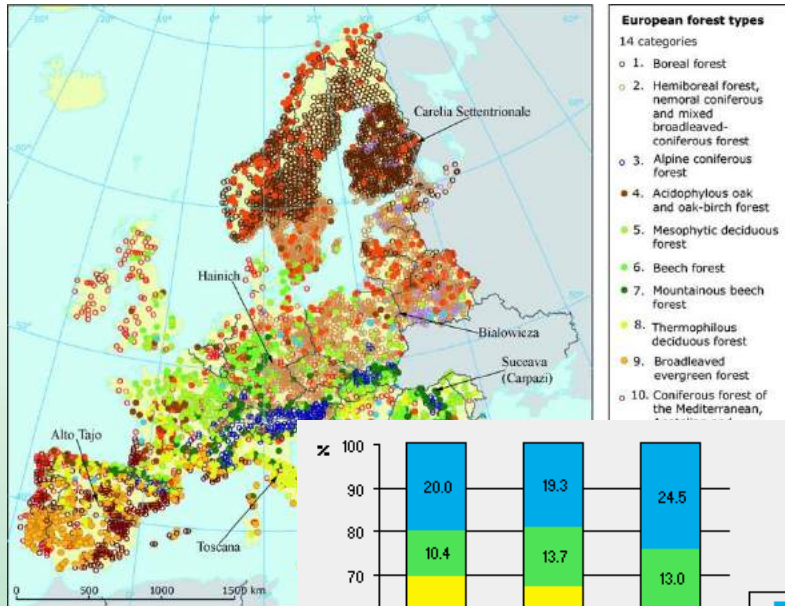 European forest types
14 categories
1. Boreal forest
2. Hemiboreal forest,
nemoral coniferous
and mixed
broadleaved-
coniferous forest
3. Alpine coniferous
forest
4. Acidophylous oak
and oak-birch forest
5. Mesophytic deciduous
forest
6. Beech forest
7. Mountainous beech
forest
8. Thermophilous
deciduous forest
9. Broadleaved
evergreen forest
10. Coniferous forest of
the Mediterranean,
Carelia Settentrionale
Hainich
Bialowicza
Suceava
(Carpazi)
Alto Tajo
Toscana
0 500 1000 1500 km
% 100
90
80
70
20.0 19.3 24.5
10.4 13.7 13.0